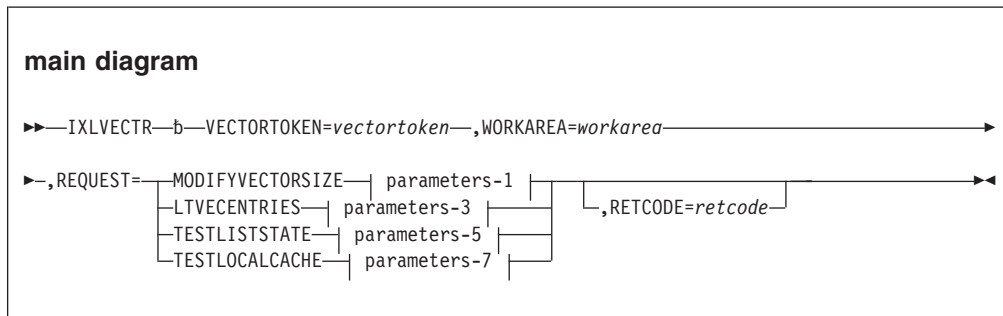 main diagram
IXLVECTR ƀ VECTORTOKEN=vectortoken ,WORKAREA=workarea
,REQUEST= MODIFYVECTORSIZE parameters-1
LTVECENTRIES parameters-3 ,RETCODE=retcode
TESTLISTSTATE parameters-5
TESTLOCALCACHE parameters-7